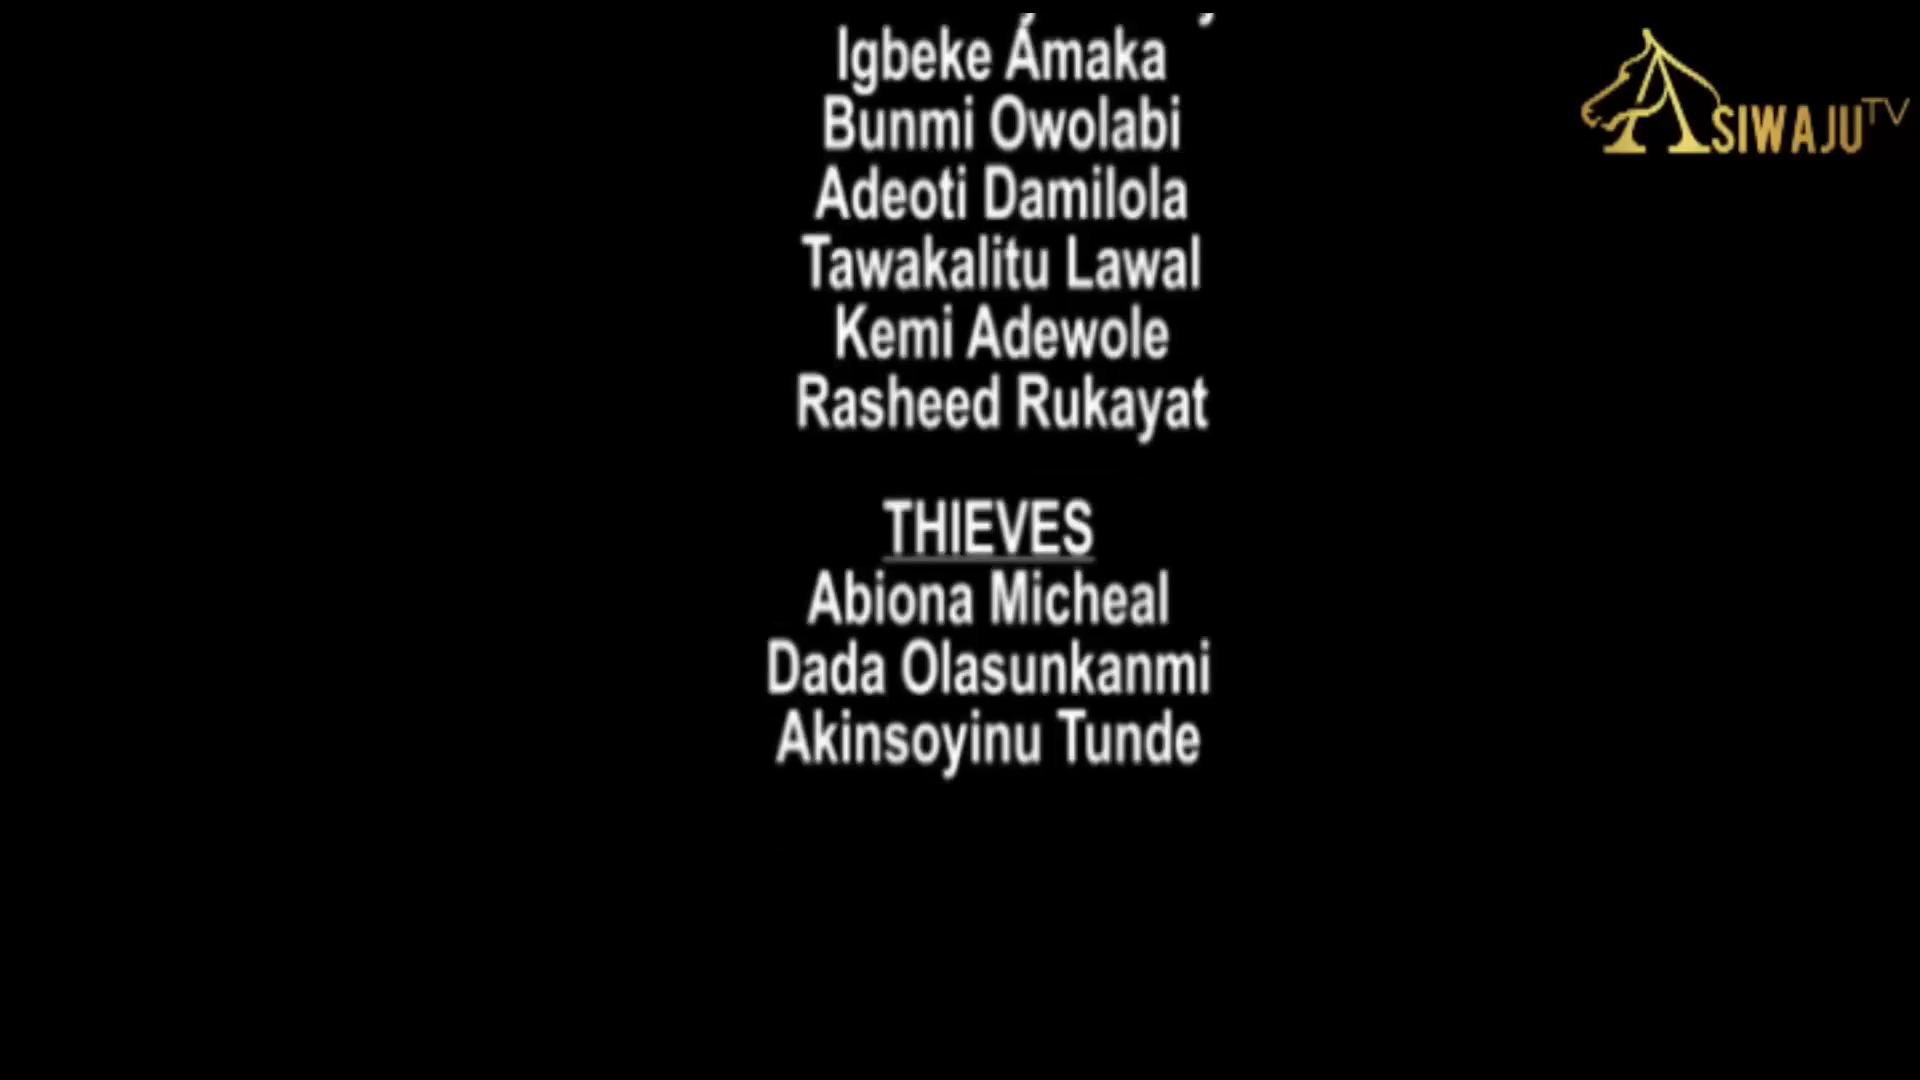 Igbeke Amaka
Bunmi Owolabi
Adeoti Damilola
Tawakalitu Lawal
Kemi Adewole
Rasheed Rukayat
THIEVES
Abiona Micheal
Dada Olasunkanmi
Akinsoyinu Tunde
ASIWAJU TV